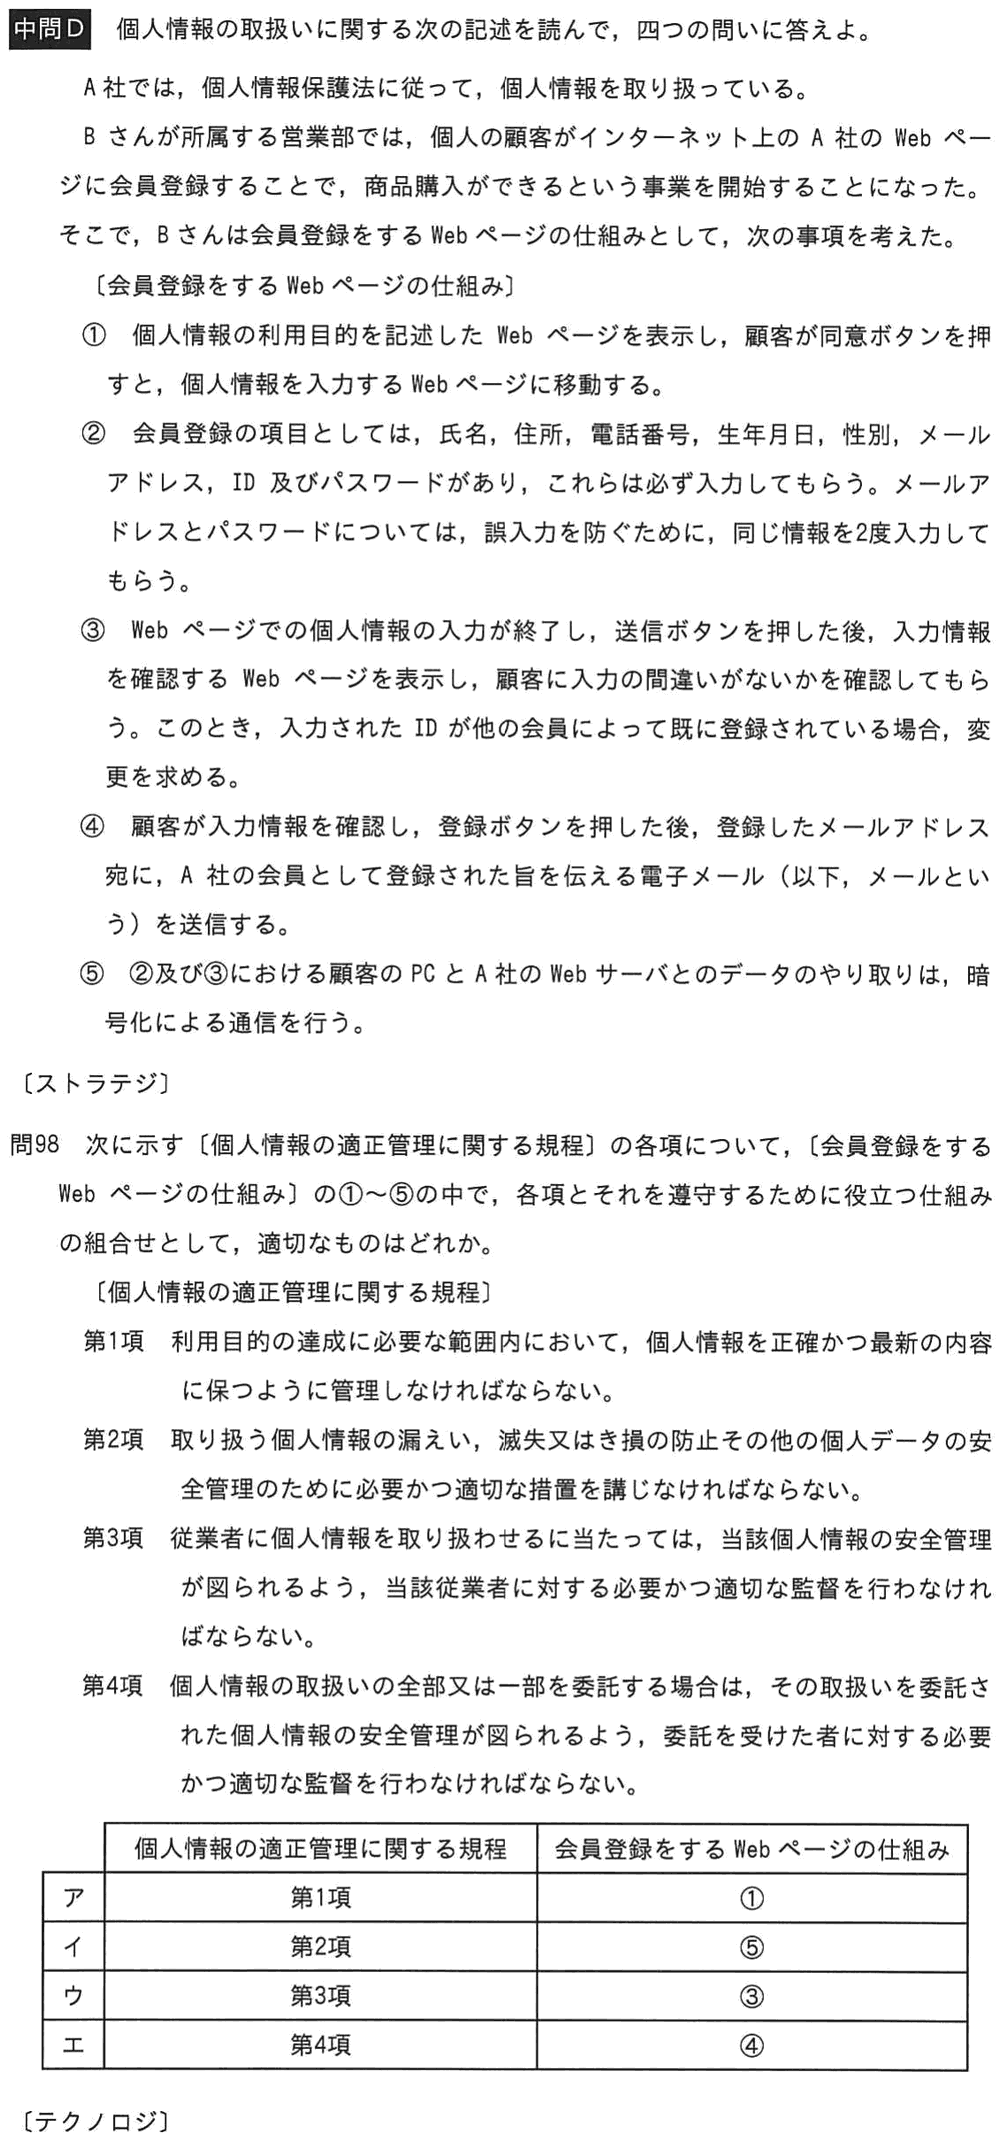 中問D 個人情報の取扱いに関する次の記述を読んで，四つの問いに答えよ。
A社では，個人情報保護法に従って，個人情報を取り扱っている。
Bさんが所属する営業部では，個人の顧客がインターネット上のA社のWebペー
ジに会員登録することで，商品購入ができるという事業を開始することになった。
そこで，Bさんは会員登録をするWebページの仕組みとして，次の事項を考えた。
〔会員登録をするWebページの仕組み〕
① 個人情報の利用目的を記述したWebページを表示し，顧客が同意ボタンを押
すと，個人情報を入力するWebページに移動する。
② 会員登録の項目としては，氏名，住所，電話番号，生年月日，性別，メール
アドレス，ID及びパスワードがあり，これらは必ず入力してもらう。メールア
ドレスとパスワードについては，誤入力を防ぐために，同じ情報を2度入力して
もらう。
③ Webページでの個人情報の入力が終了し，送信ボタンを押した後，入力情報
を確認するWebページを表示し，顧客に入力の間違いがないかを確認してもら
う。このとき，入力されたIDが他の会員によって既に登録されている場合，変
更を求める。
④ 顧客が入力情報を確認し，登録ボタンを押した後，登録したメールアドレス
宛に，A社の会員として登録された旨を伝える電子メール（以下，メールとい
う）を送信する。
⑤ ②及び③における顧客のPCとA社のWebサーバとのデータのやり取りは，暗
号化による通信を行う。
〔ストラテジ〕
問98 次に示す〔個人情報の適正管理に関する規程〕の各項について，〔会員登録をする
Webページの仕組み〕の①～⑤の中で，各項とそれを遵守するために役立つ仕組み
の組合せとして，適切なものはどれか。
〔個人情報の適正管理に関する規程〕
第1項 利用目的の達成に必要な範囲内において，個人情報を正確かつ最新の内容
に保つように管理しなければならない。
第2項 取り扱う個人情報の漏えい，滅失又はき損の防止その他の個人データの安
全管理のために必要かつ適切な措置を講じなければならない。
第3項 従業者に個人情報を取り扱わせるに当たっては，当該個人情報の安全管理
が図られるよう，当該従業者に対する必要かつ適切な監督を行わなけれ
ばならない。
第4項 個人情報の取扱いの全部又は一部を委託する場合は，その取扱いを委託さ
れた個人情報の安全管理が図られるよう，委託を受けた者に対する必要
かつ適切な監督を行わなければならない。
個人情報の適正管理に関する規程 会員登録をするWebページの仕組み
ア 第1項 ①
イ 第2項 ⑤
ウ 第3項 ③
エ 第4項 ④
〔テクノロジ〕